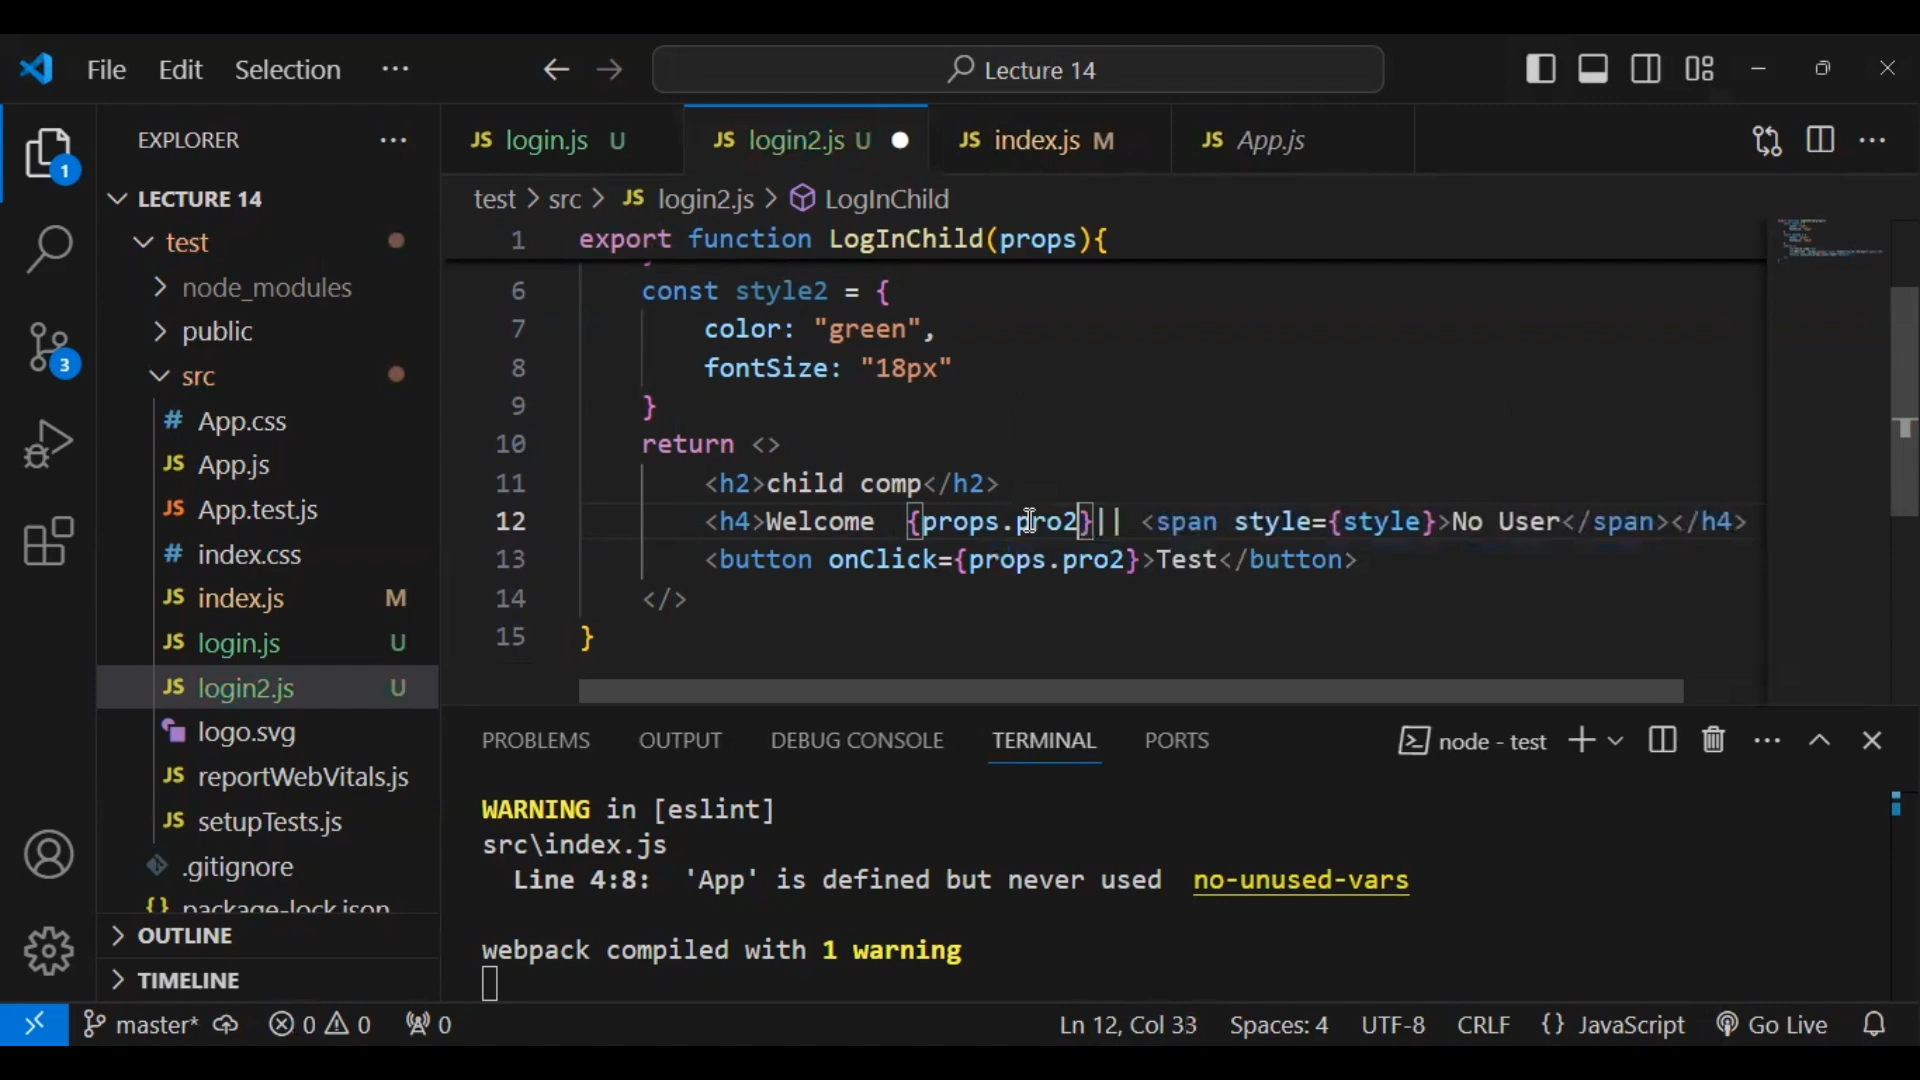 File Edit Selection ··· Lecture 14
EXPLORER ···
LECTURE 14
test
node_modules
public
src
# App.css
JS App.js
JS App.test.js
# index.css
JS index.js M
JS login.js U
JS login2.js U
logo.svg
JS reportWebVitals.js
JS setupTests.js
.gitignore
{} package-lock.json
OUTLINE
TIMELINE
1
3
JS login.js U JS login2.js U JS index.js M JS App.js
test > src > JS login2.js > LogInChild
1 export function LogInChild(props){
6 const style2 = {
7 color: "green",
8 fontSize: "18px"
9 }
10 return <>
11 <h2>child comp</h2>
12 <h4>Welcome {props.pro2}|| <span style={style}>No User</span></h4>
13 <button onClick={props.pro2}>Test</button>
14 </>
15 }
PROBLEMS OUTPUT DEBUG CONSOLE TERMINAL PORTS node - test
WARNING in [eslint]
src\index.js
Line 4:8: 'App' is defined but never used no-unused-vars
webpack compiled with 1 warning
master* 0 0 0 Ln 12, Col 33 Spaces: 4 UTF-8 CRLF {} JavaScript Go Live